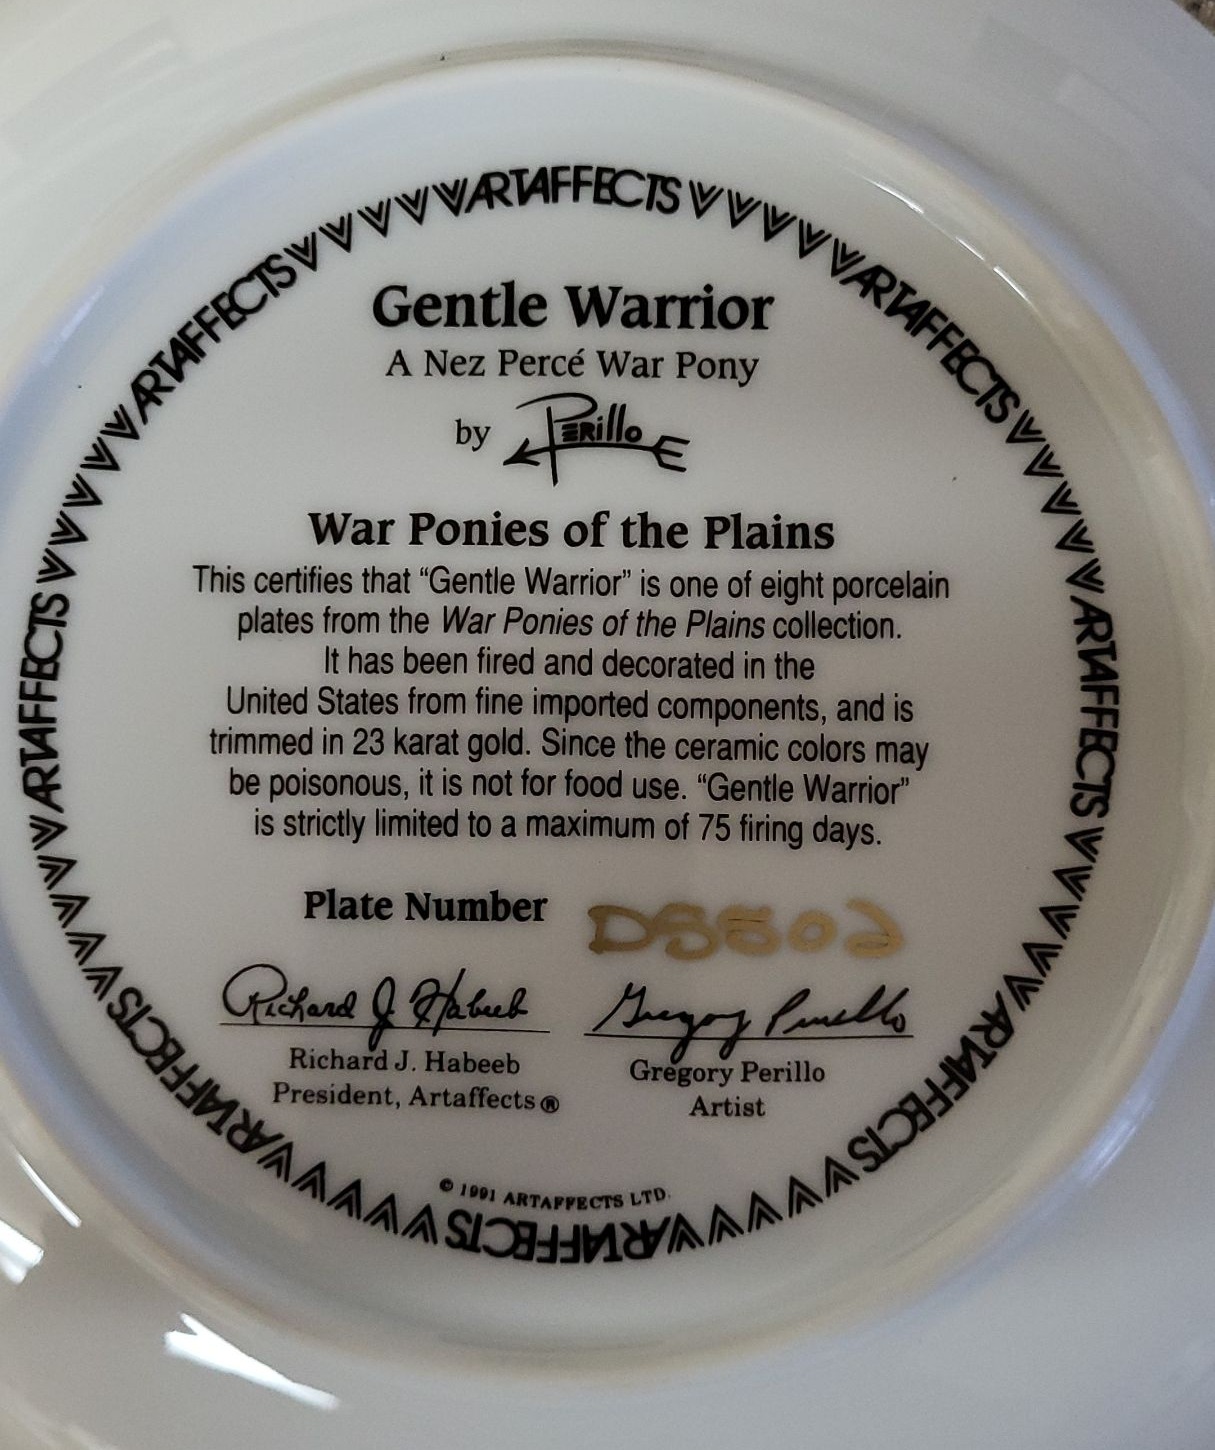 ARTAFFECTS ARTAFFECTS ARTAFFECTS ARTAFFECTS ARTAFFECTS ARTAFFECTS ARTAFFECTS ARTAFFECTS
Gentle Warrior
A Nez Percé War Pony
by Perillo
War Ponies of the Plains
This certifies that “Gentle Warrior” is one of eight porcelain
plates from the War Ponies of the Plains collection.
It has been fired and decorated in the
United States from fine imported components, and is
trimmed in 23 karat gold. Since the ceramic colors may
be poisonous, it is not for food use. “Gentle Warrior”
is strictly limited to a maximum of 75 firing days.
Plate Number
Richard J. Habeeb Gregory Perillo
Richard J. Habeeb Gregory Perillo
President, Artaffects® Artist
© 1991 ARTAFFECTS LTD.